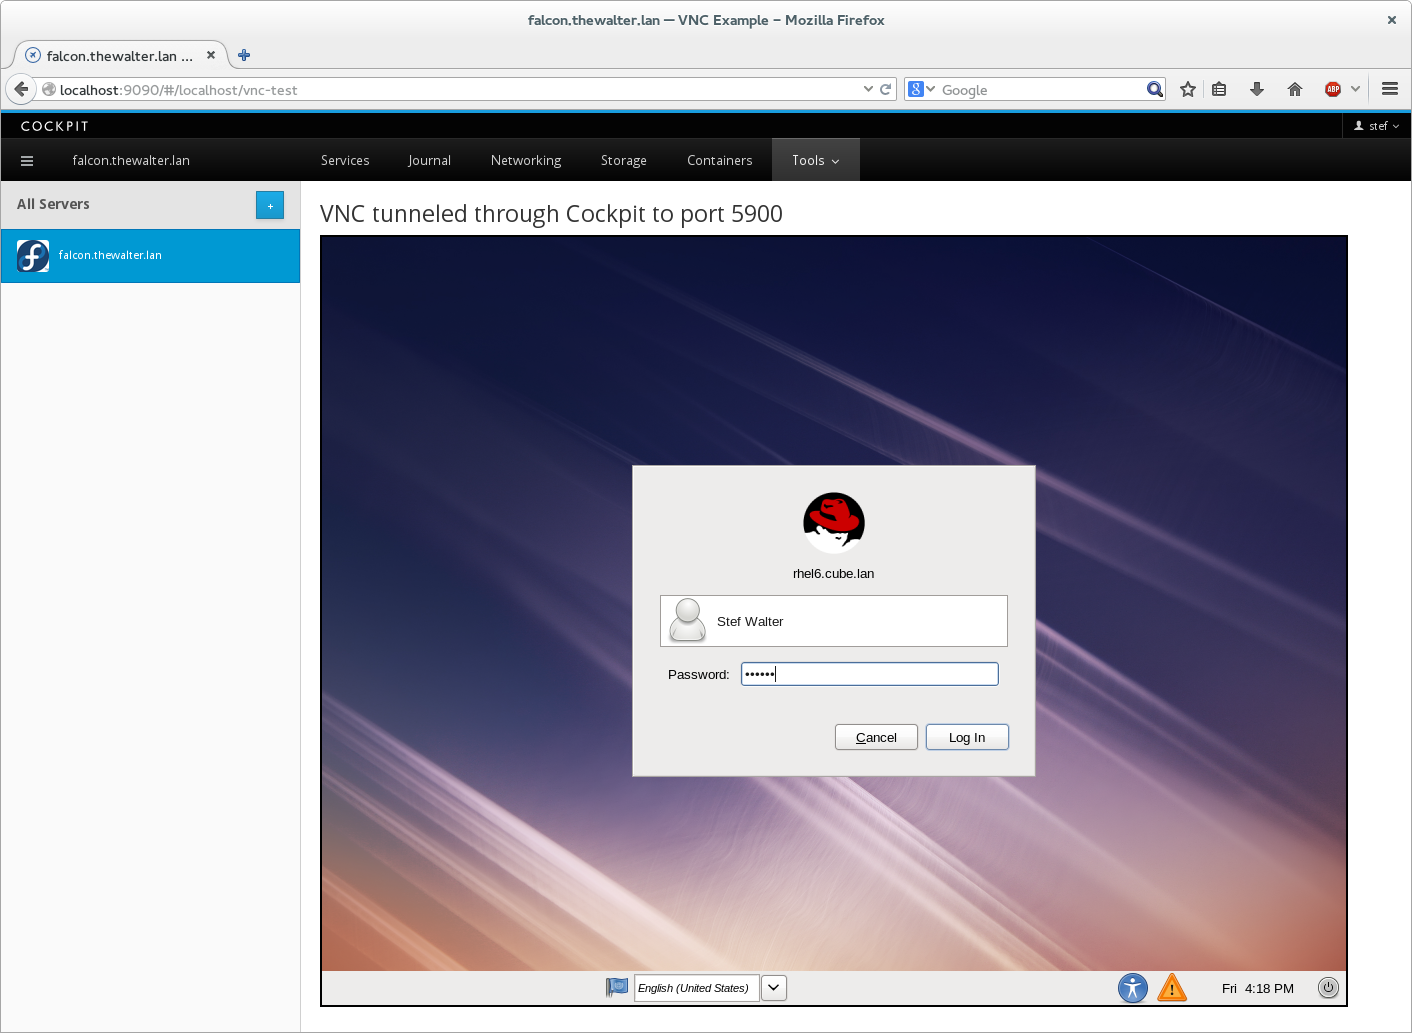 falcon.thewalter.lan — VNC Example – Mozilla Firefox
falcon.thewalter.lan ...
localhost:9090/#/localhost/vnc-test
8
Google
ABP
COCKPIT
stef
falcon.thewalter.lan
Services
Journal
Networking
Storage
Containers
Tools
All Servers
+
falcon.thewalter.lan
VNC tunneled through Cockpit to port 5900
rhel6.cube.lan
Stef Walter
Password:
••••••
Cancel
Log In
English (United States)
Fri 4:18 PM